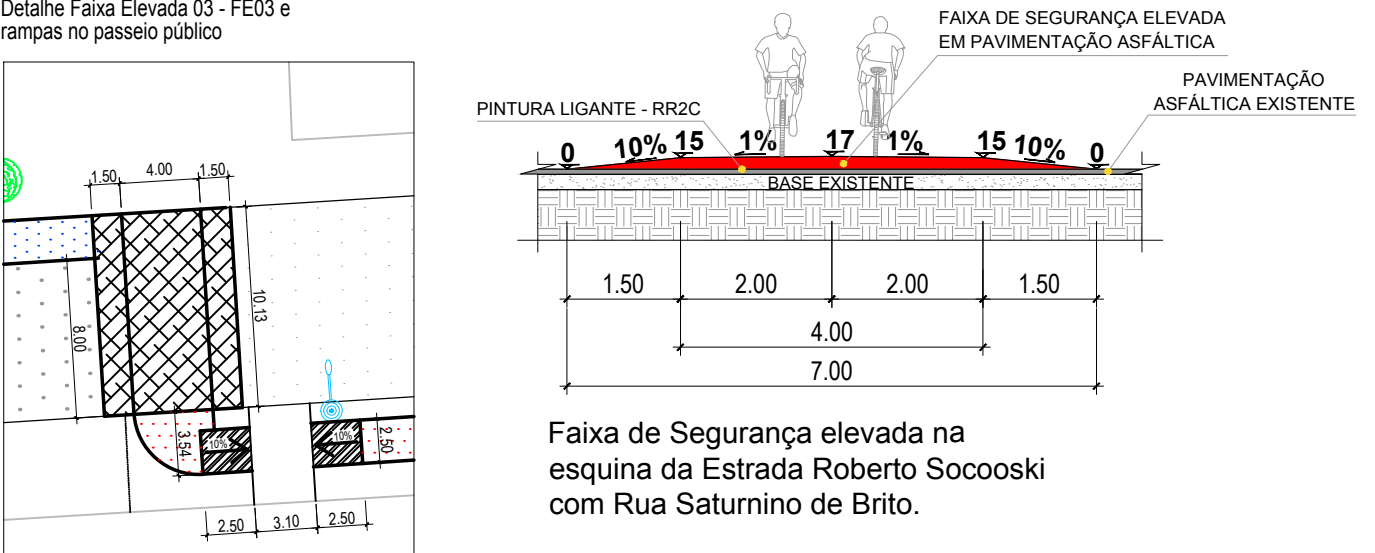 Detalhe Faixa Elevada 03 - FE03 e
rampas no passeio público
1.50 4.00 1.50
10.13
8.00
3.54
10%
10%
2.50
2.50 3.10 2.50
FAIXA DE SEGURANÇA ELEVADA
EM PAVIMENTAÇÃO ASFÁLTICA
PAVIMENTAÇÃO
ASFÁLTICA EXISTENTE
PINTURA LIGANTE - RR2C
0 10% 15 1% 17 1% 15 10% 0
BASE EXISTENTE
1.50 2.00 2.00 1.50
4.00
7.00
Faixa de Segurança elevada na
esquina da Estrada Roberto Socooski
com Rua Saturnino de Brito.